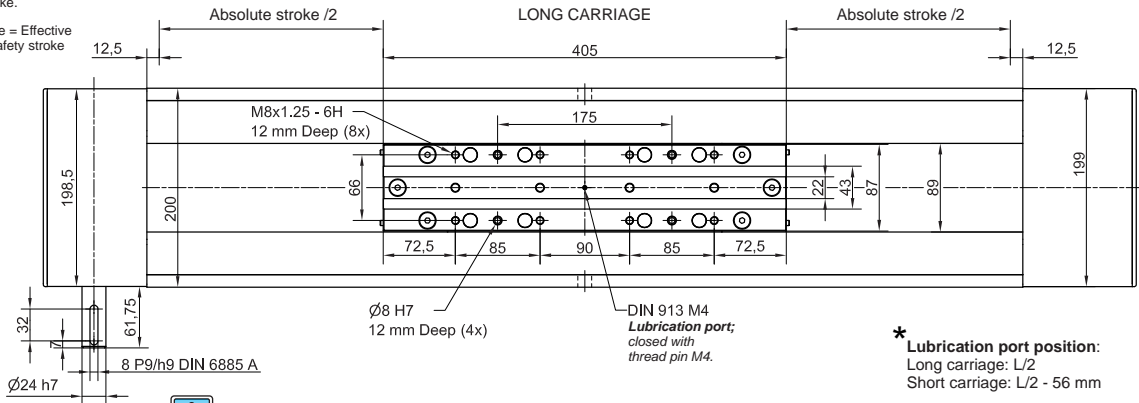 ke.
Absolute stroke /2
LONG CARRIAGE
Absolute stroke /2
e = Effective
afety stroke
12,5
405
12,5
M8x1.25 - 6H
12 mm Deep (8x)
175
198,5
200
66
22
43
87
89
199
72,5
85
90
85
72,5
32
7
61,75
Ø8 H7
12 mm Deep (4x)
DIN 913 M4
Lubrication port;
closed with
thread pin M4.
8 P9/h9 DIN 6885 A
Ø24 h7
*
Lubrication port position:
Long carriage: L/2
Short carriage: L/2 - 56 mm